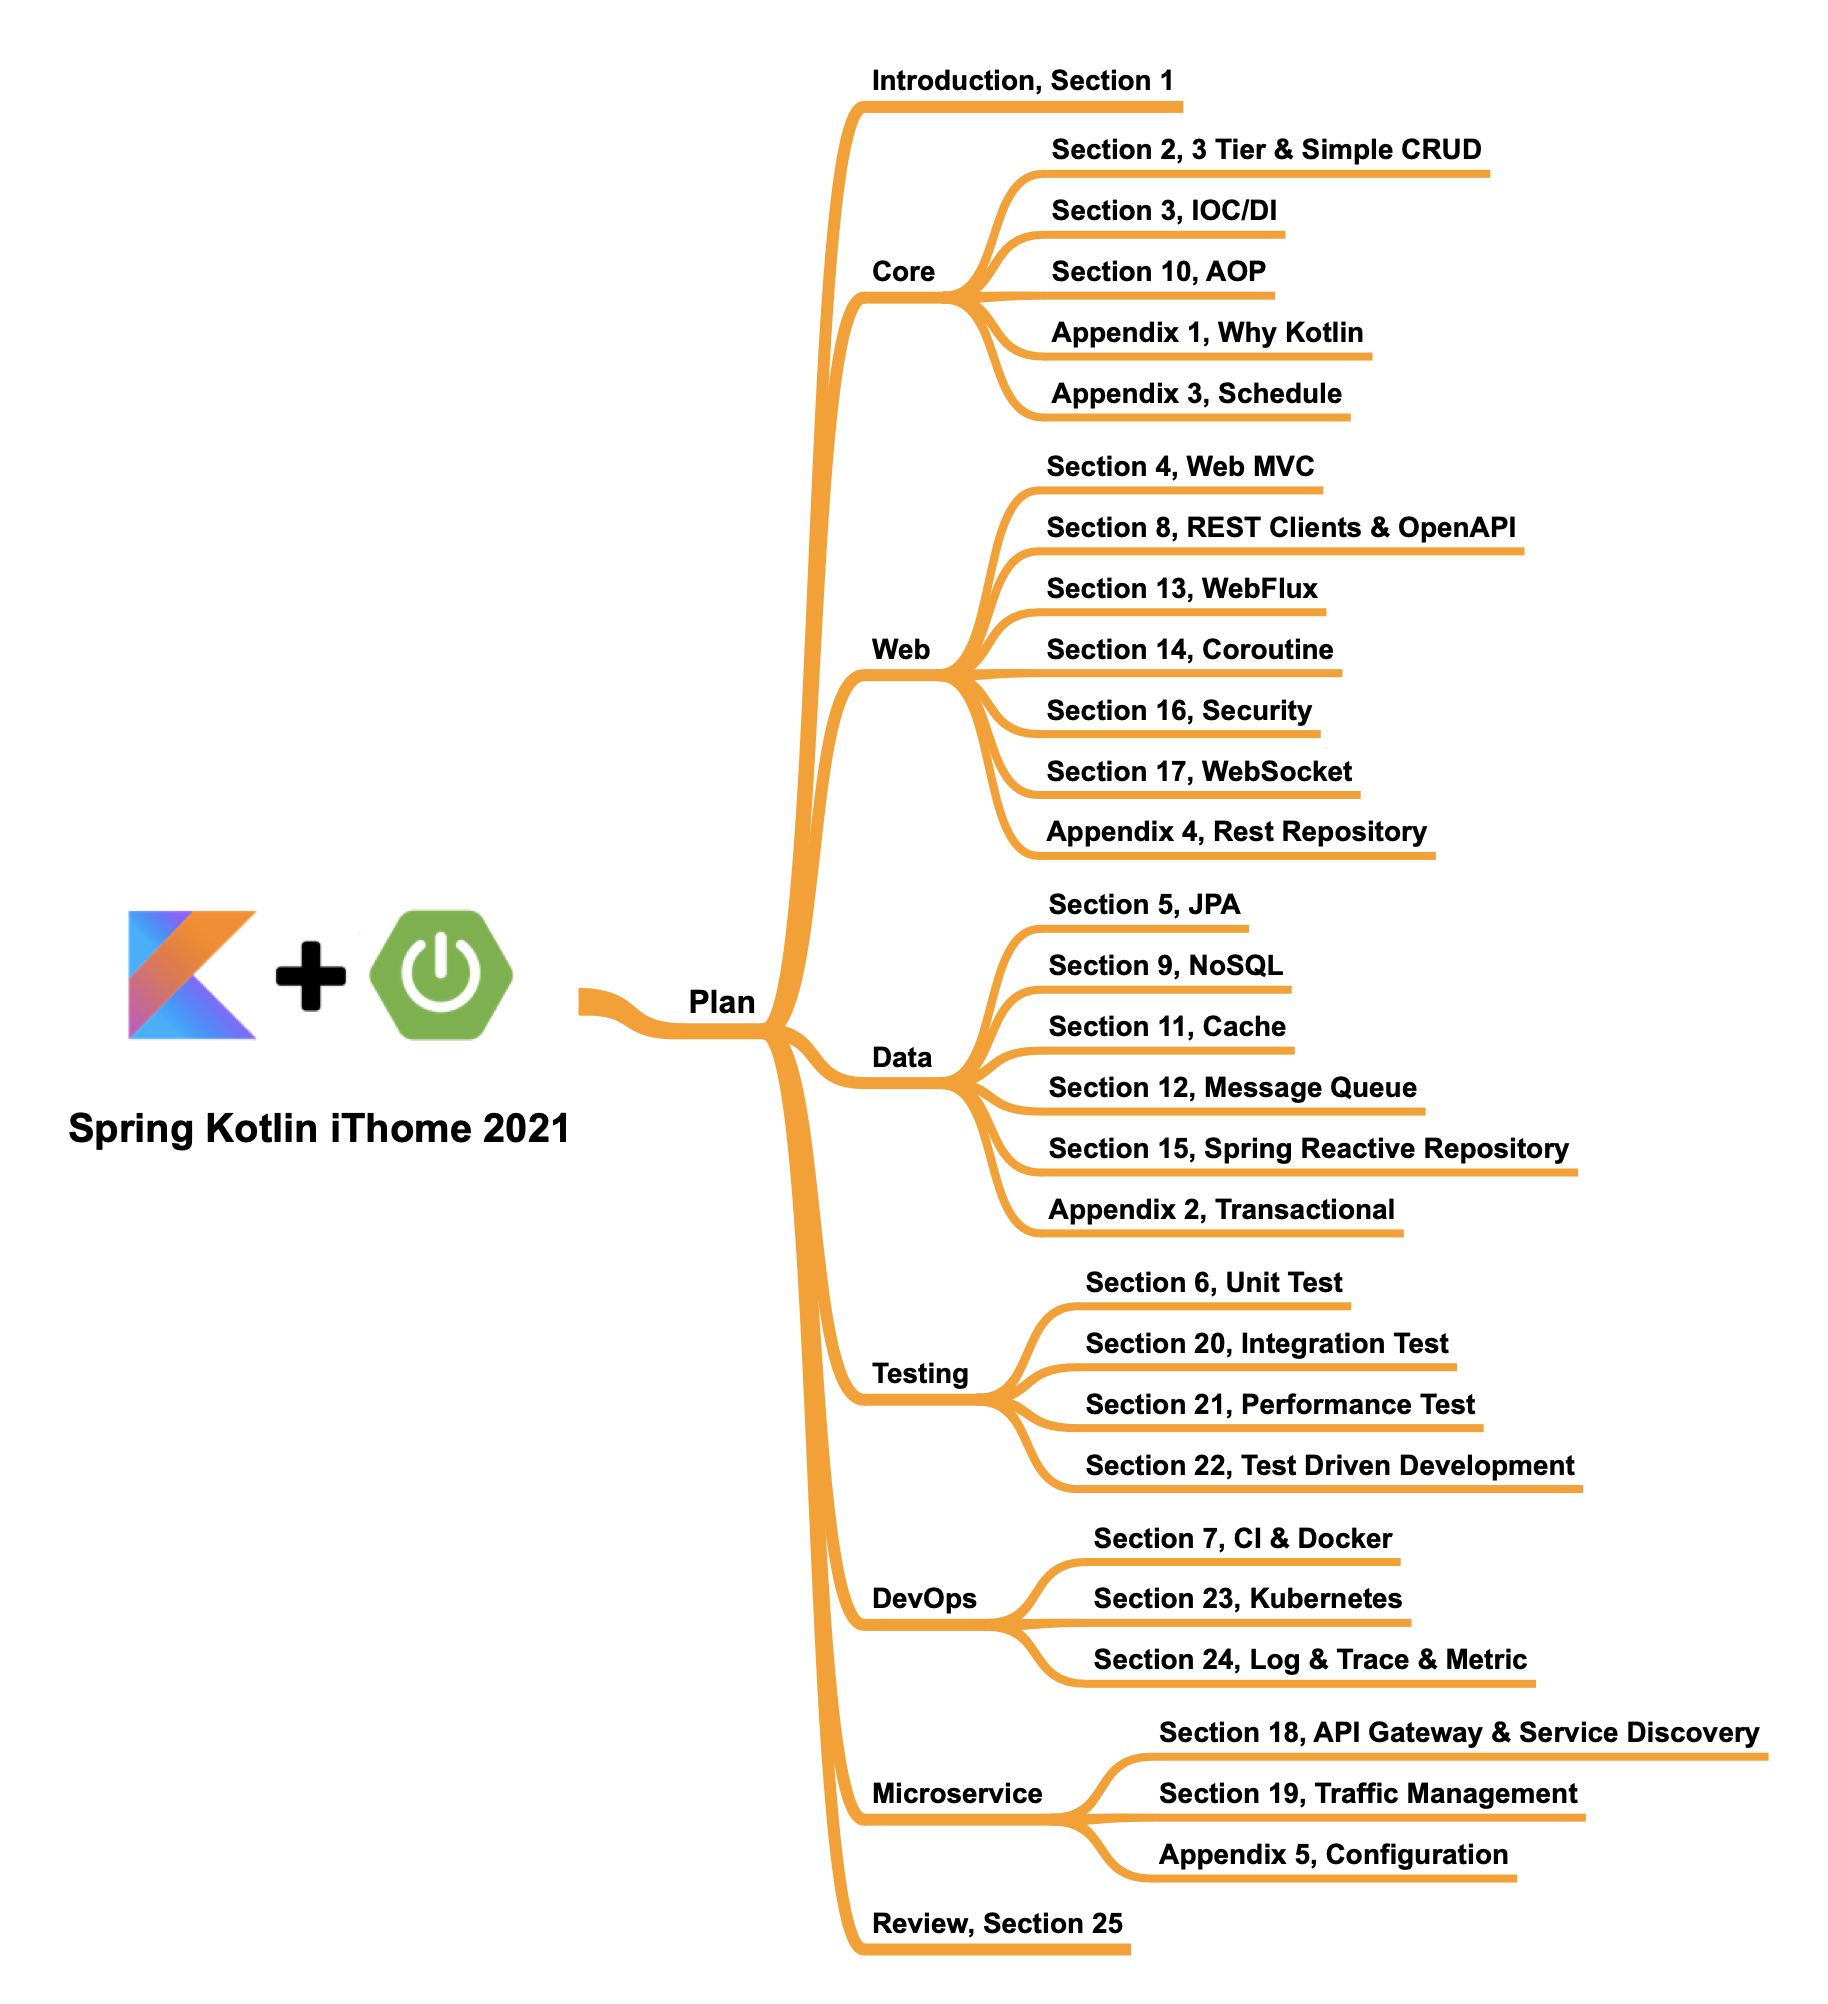 Spring Kotlin iThome 2021
Plan
Introduction, Section 1
Core
Section 2, 3 Tier & Simple CRUD
Section 3, IOC/DI
Section 10, AOP
Appendix 1, Why Kotlin
Appendix 3, Schedule
Web
Section 4, Web MVC
Section 8, REST Clients & OpenAPI
Section 13, WebFlux
Section 14, Coroutine
Section 16, Security
Section 17, WebSocket
Appendix 4, Rest Repository
Data
Section 5, JPA
Section 9, NoSQL
Section 11, Cache
Section 12, Message Queue
Section 15, Spring Reactive Repository
Appendix 2, Transactional
Testing
Section 6, Unit Test
Section 20, Integration Test
Section 21, Performance Test
Section 22, Test Driven Development
DevOps
Section 7, CI & Docker
Section 23, Kubernetes
Section 24, Log & Trace & Metric
Microservice
Section 18, API Gateway & Service Discovery
Section 19, Traffic Management
Appendix 5, Configuration
Review, Section 25